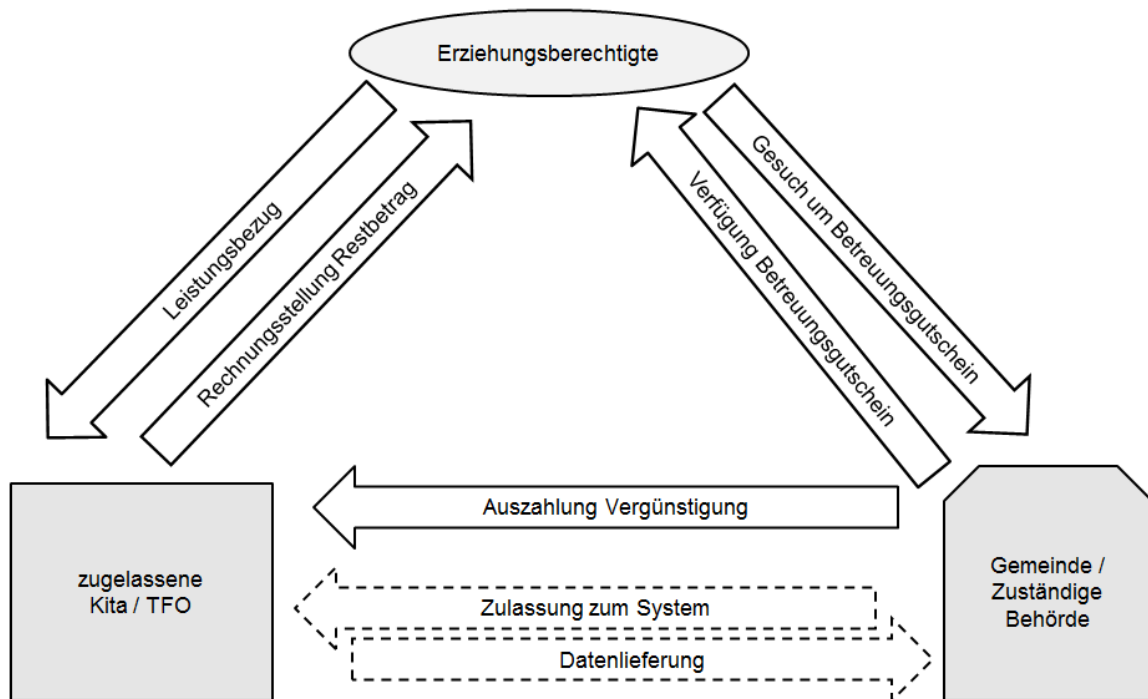 Erziehungsberechtigte
Leistungsbezug
Rechnungsstellung Restbetrag
Verfügung Betreuungsgutschein
Gesuch um Betreuungsgutschein
Auszahlung Vergünstigung
zugelassene
Kita / TFO
Zulassung zum System
Datenlieferung
Gemeinde /
Zuständige
Behörde